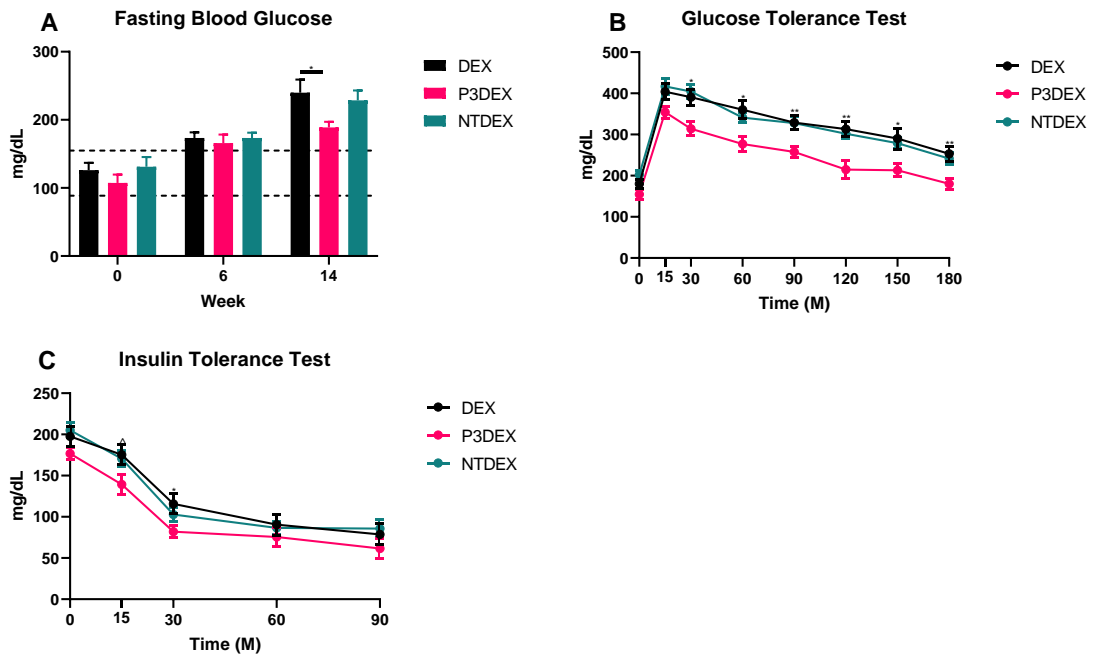 A
Fasting Blood Glucose
300
200
100
0
mg/dL
*
0
6
14
Week
DEX
P3DEX
NTDEX
B
Glucose Tolerance Test
500
400
300
200
100
0
mg/dL
* * ** ** * **
0 15 30 60 90 120 150 180
Time (M)
DEX
P3DEX
NTDEX
C
Insulin Tolerance Test
250
200
150
100
50
0
mg/dL
^ *
0 15 30 60 90
Time (M)
DEX
P3DEX
NTDEX